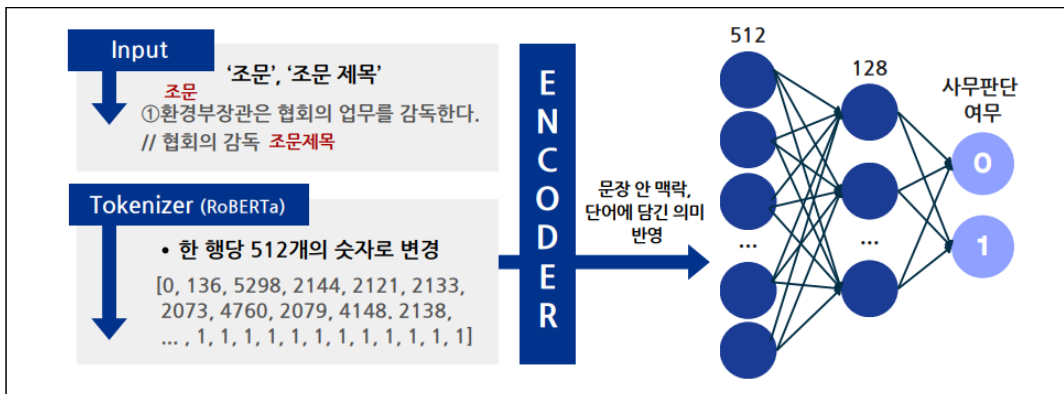 Input
‘조문’, ‘조문 제목’
조문
①환경부장관은 협회의 업무를 감독한다.
// 협회의 감독 조문제목
Tokenizer (RoBERTa)
• 한 행당 512개의 숫자로 변경
[0, 136, 5298, 2144, 2121, 2133,
2073, 4760, 2079, 4148. 2138,
... , 1, 1, 1, 1, 1, 1, 1, 1, 1, 1, 1, 1]
ENCODER
문장 안 맥락,
단어에 담긴 의미
반영
512
...
128
...
사무판단
여무
0
1